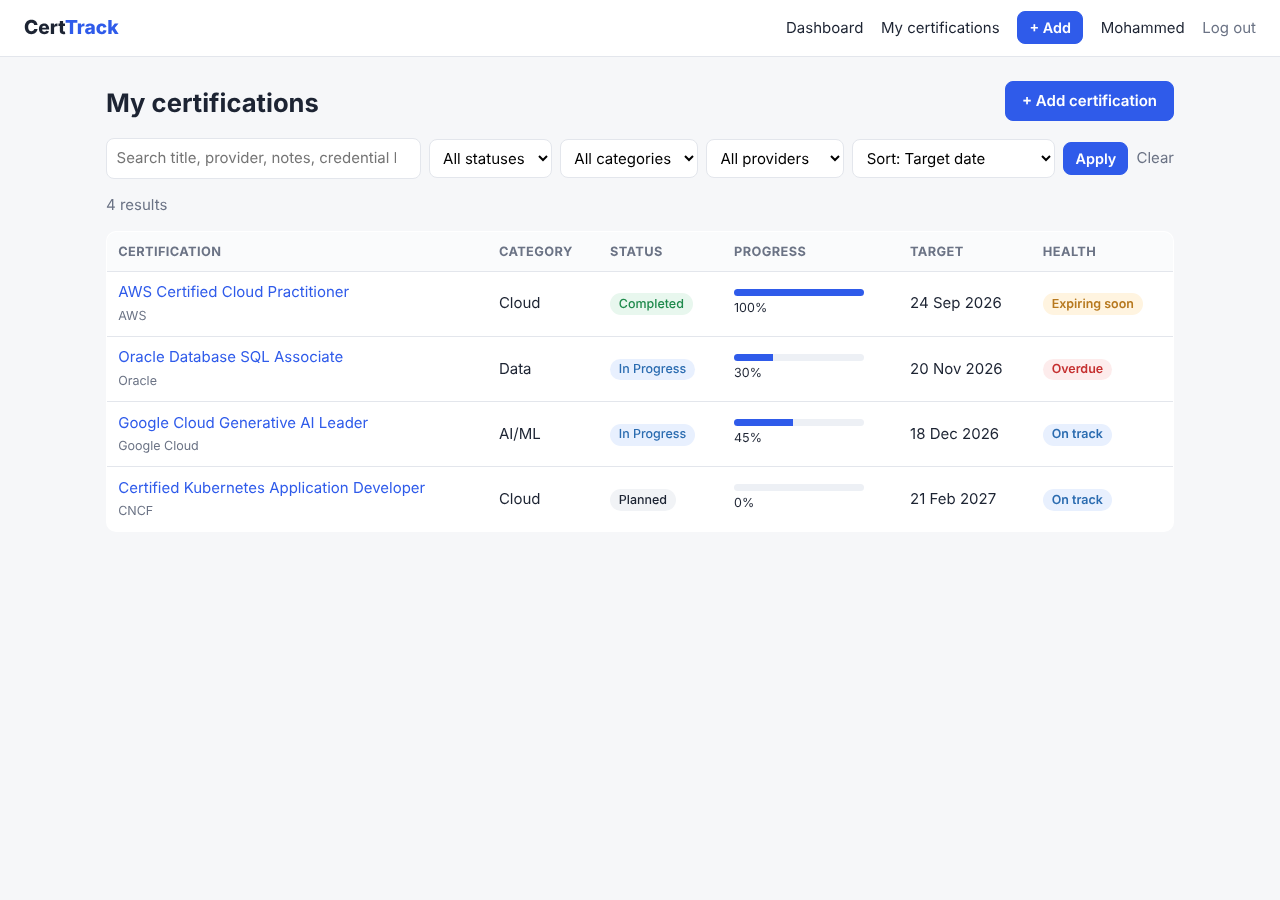 CertTrack Dashboard My certifications + Add Mohammed Log out
My certifications + Add certification
Search title, provider, notes, credential All statuses All categories All providers Sort: Target date Apply Clear
4 results
CERTIFICATION CATEGORY STATUS PROGRESS TARGET HEALTH
AWS Certified Cloud Practitioner
AWS
Cloud Completed 100% 24 Sep 2026 Expiring soon
Oracle Database SQL Associate
Oracle
Data In Progress 30% 20 Nov 2026 Overdue
Google Cloud Generative AI Leader
Google Cloud
AI/ML In Progress 45% 18 Dec 2026 On track
Certified Kubernetes Application Developer
CNCF
Cloud Planned 0% 21 Feb 2027 On track